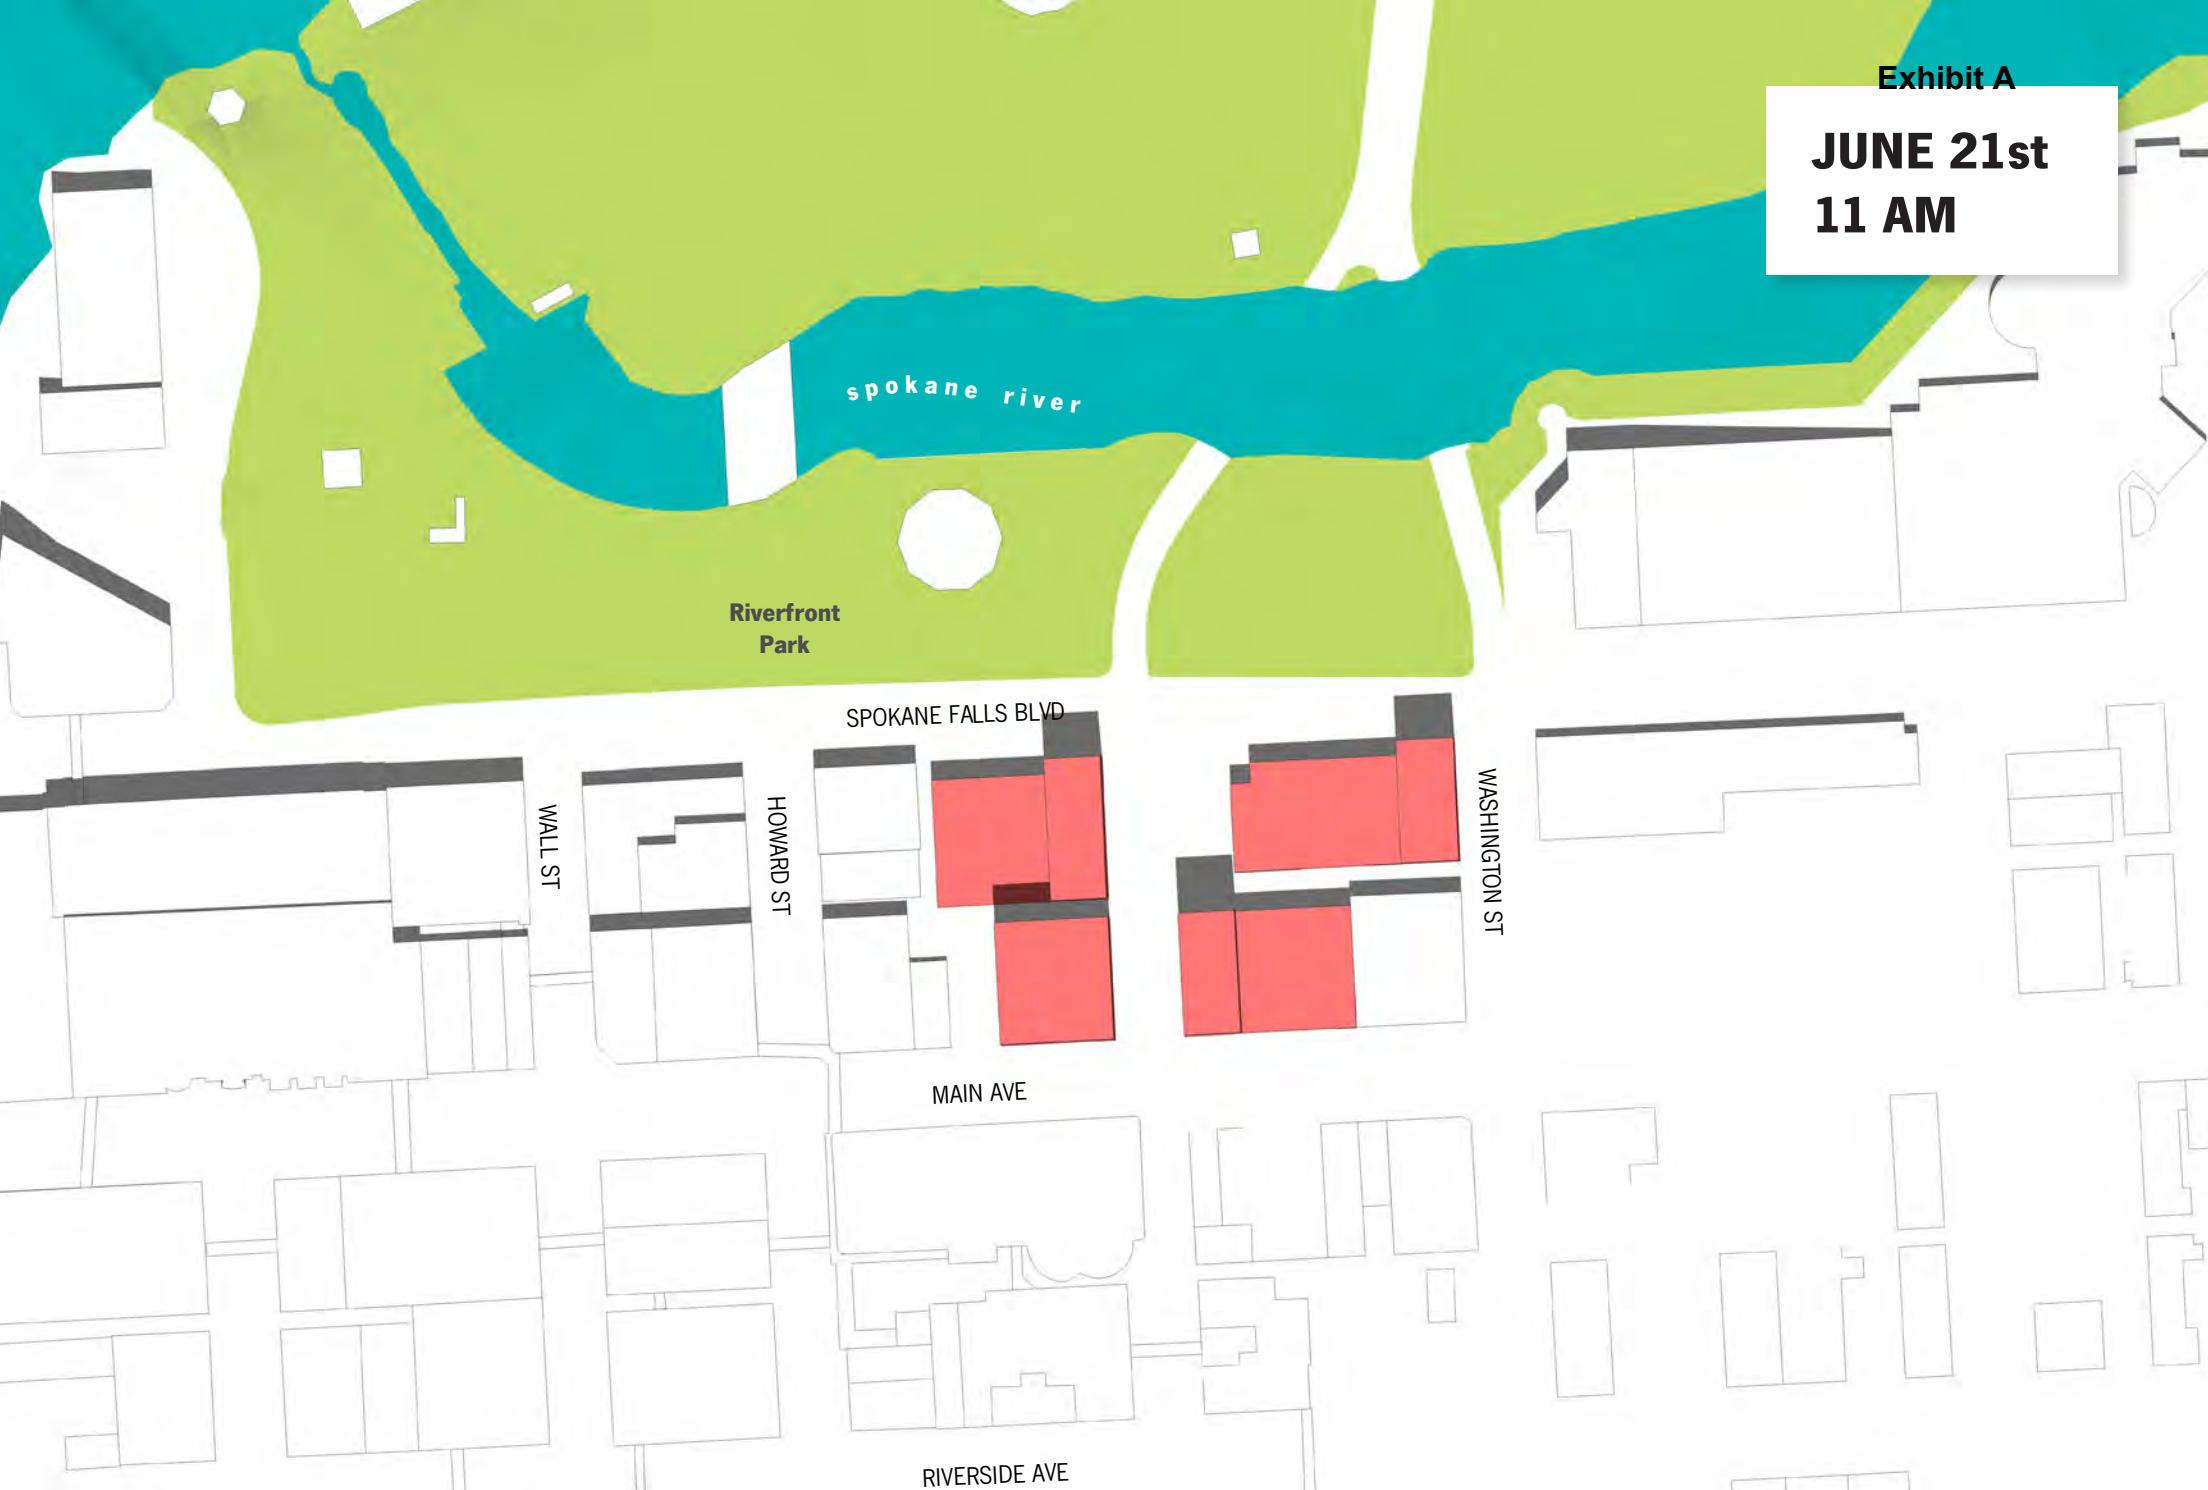 Exhibit A
JUNE 21st
11 AM
spokane river
Riverfront
Park
SPOKANE FALLS BLVD
WALL ST
HOWARD ST
WASHINGTON ST
MAIN AVE
RIVERSIDE AVE